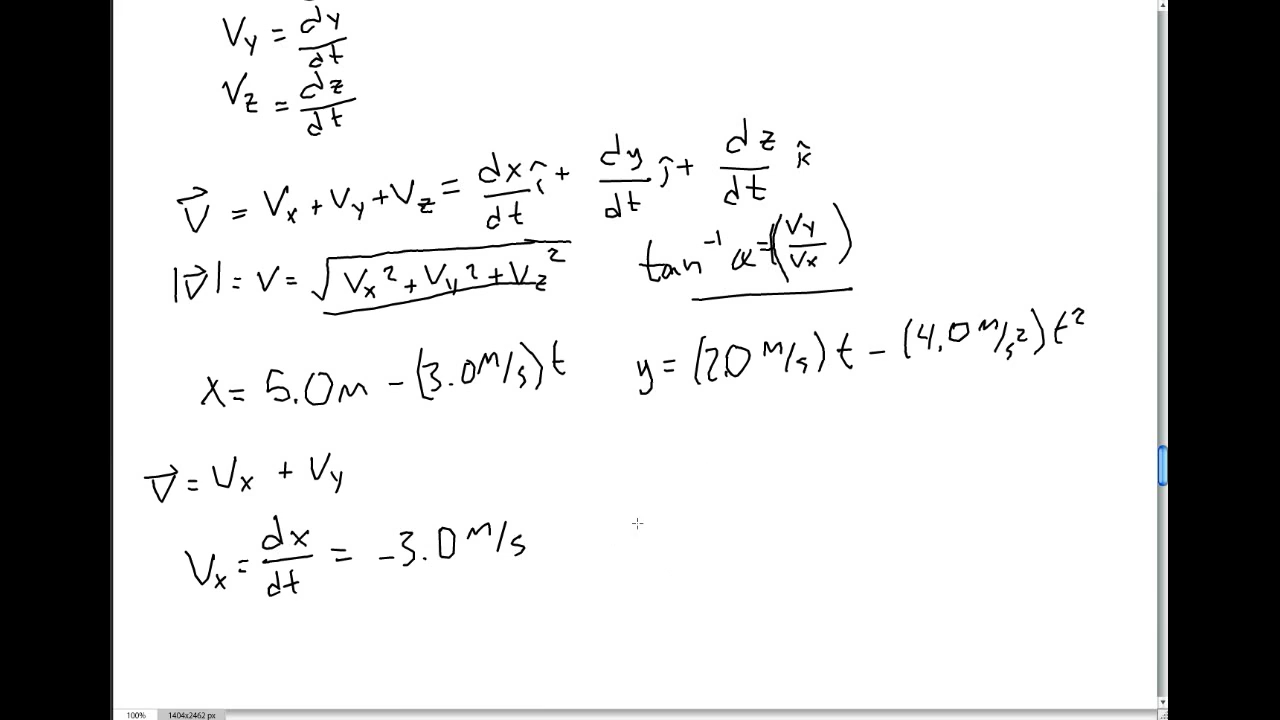 Vy = dy/dt
Vz = dz/dt
V⃗ = Vx + Vy + Vz = dx/dt î + dy/dt ĵ + dz/dt k̂
|V⃗| = V = √(Vx² + Vy² + Vz²)
tan⁻¹ α = (Vy/Vx)
x = 5.0m - (3.0 m/s)t
y = (20 m/s)t - (4.0 m/s²)t²
V⃗ = Vx + Vy
Vx = dx/dt = -3.0 m/s
100% 1404x2462 px